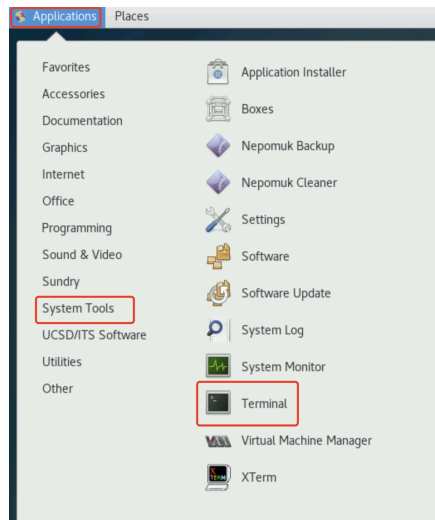 Applications Places
Favorites
Accessories
Documentation
Graphics
Internet
Office
Programming
Sound & Video
Sundry
System Tools
UCSD/ITS Software
Utilities
Other
Application Installer
Boxes
Nepomuk Backup
Nepomuk Cleaner
Settings
Software
Software Update
System Log
System Monitor
Terminal
Virtual Machine Manager
XTerm